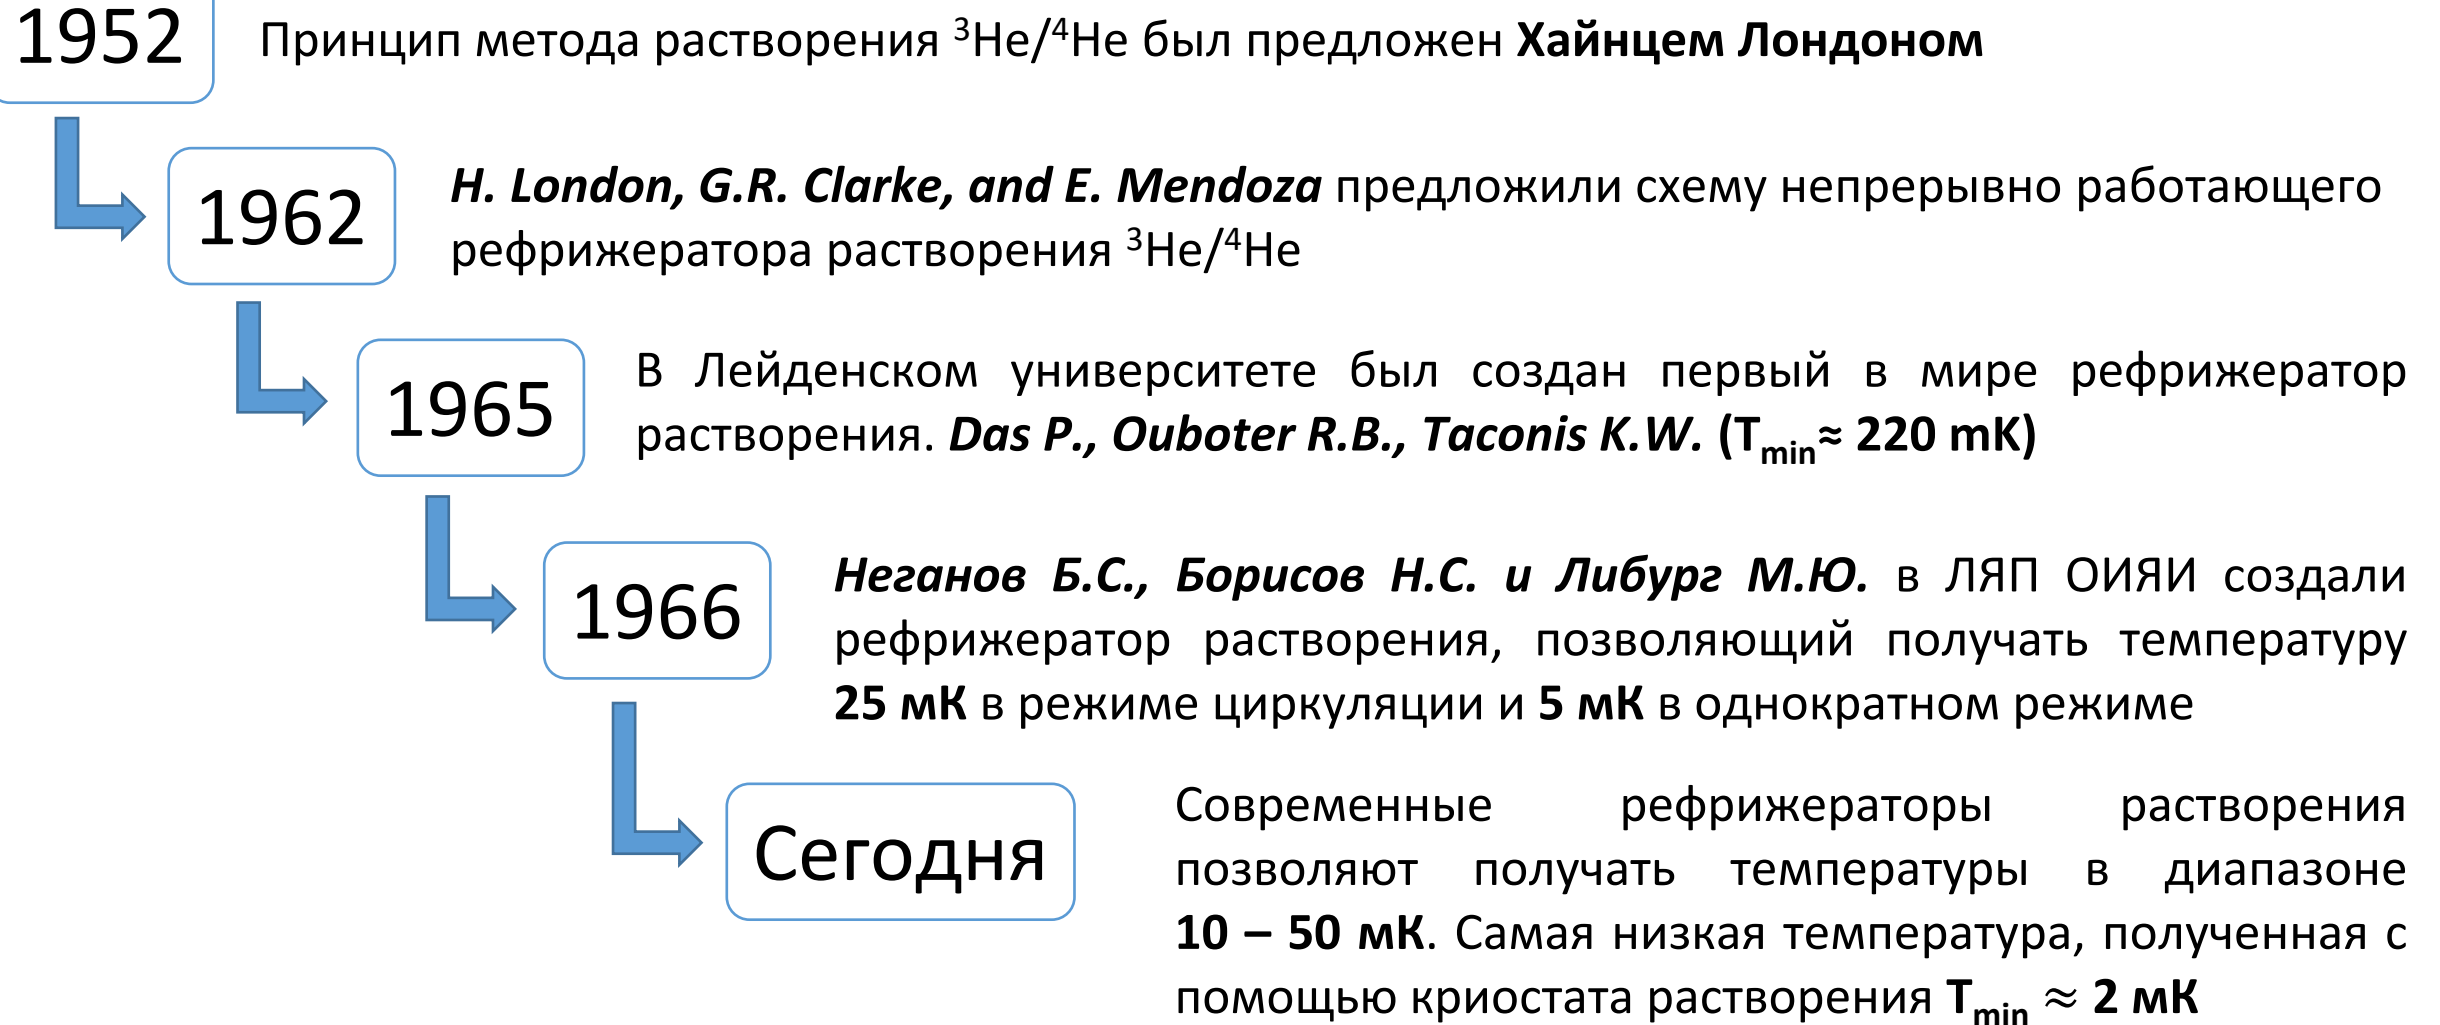 1952
Принцип метода растворения ³He/⁴He был предложен Хайнцем Лондоном
1962
H. London, G.R. Clarke, and E. Mendoza предложили схему непрерывно работающего
рефрижератора растворения ³He/⁴He
1965
В Лейденском университете был создан первый в мире рефрижератор
растворения. Das P., Ouboter R.B., Taconis K.W. (Tmin≈ 220 mK)
1966
Неганов Б.С., Борисов Н.С. и Либург М.Ю. в ЛЯП ОИЯИ создали
рефрижератор растворения, позволяющий получать температуру
25 мК в режиме циркуляции и 5 мК в однократном режиме
Сегодня
Современные рефрижераторы растворения
позволяют получать температуры в диапазоне
10 – 50 мК. Самая низкая температура, полученная с
помощью криостата растворения Tmin ≈ 2 мК